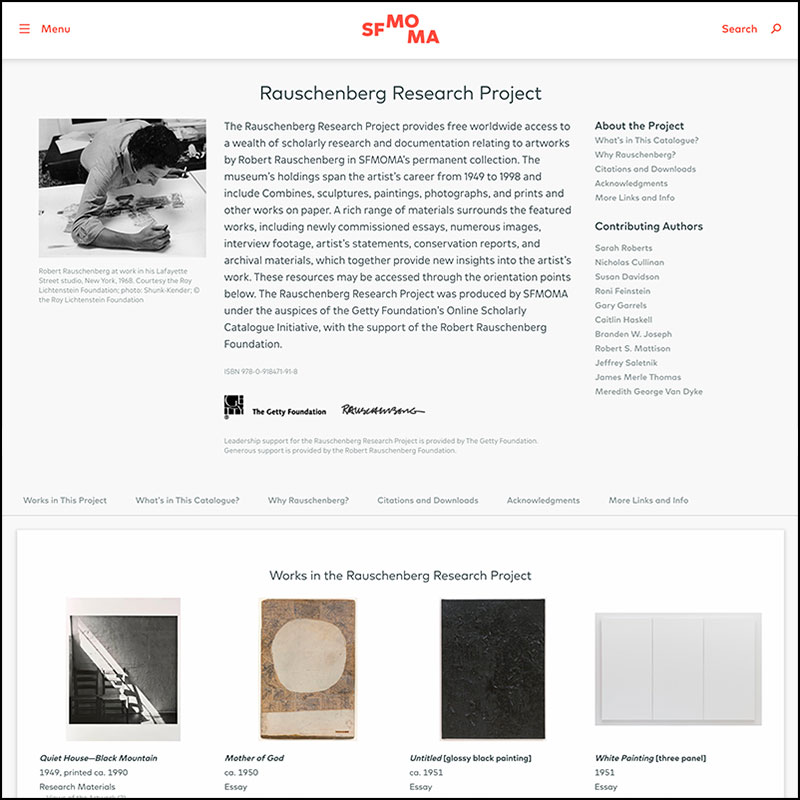 Menu
SFMOMA
Search
Rauschenberg Research Project
Robert Rauschenberg at work in his Lafayette
Street studio, New York, 1968. Courtesy the Roy
Lichtenstein Foundation; photo: Shunk-Kender; ©
the Roy Lichtenstein Foundation
The Rauschenberg Research Project provides free worldwide access to
a wealth of scholarly research and documentation relating to artworks
by Robert Rauschenberg in SFMOMA's permanent collection. The
museum's holdings span the artist's career from 1949 to 1998 and
include Combines, sculptures, paintings, photographs, and prints and
other works on paper. A rich range of materials surrounds the featured
works, including newly commissioned essays, numerous images,
interview footage, artist's statements, conservation reports, and
archival materials, which together provide new insights into the artist's
work. These resources may be accessed through the orientation points
below. The Rauschenberg Research Project was produced by SFMOMA
under the auspices of the Getty Foundation's Online Scholarly
Catalogue Initiative, with the support of the Robert Rauschenberg
Foundation.
ISBN 978-0-918471-91-8
Getty The Getty Foundation RAUSCHENBERG
Leadership support for the Rauschenberg Research Project is provided by The Getty Foundation.
Generous support is provided by the Robert Rauschenberg Foundation.
About the Project
What's in This Catalogue?
Why Rauschenberg?
Citations and Downloads
Acknowledgments
More Links and Info
Contributing Authors
Sarah Roberts
Nicholas Cullinan
Susan Davidson
Roni Feinstein
Gary Garrels
Caitlin Haskell
Branden W. Joseph
Robert S. Mattison
Jeffrey Saletnik
James Merle Thomas
Meredith George Van Dyke
Works in This Project What's in This Catalogue? Why Rauschenberg? Citations and Downloads Acknowledgments More Links and Info
Works in the Rauschenberg Research Project
Quiet House—Black Mountain
1949, printed ca. 1990
Research Materials
Mother of God
ca. 1950
Essay
Untitled [glossy black painting]
ca. 1951
Essay
White Painting [three panel]
1951
Essay